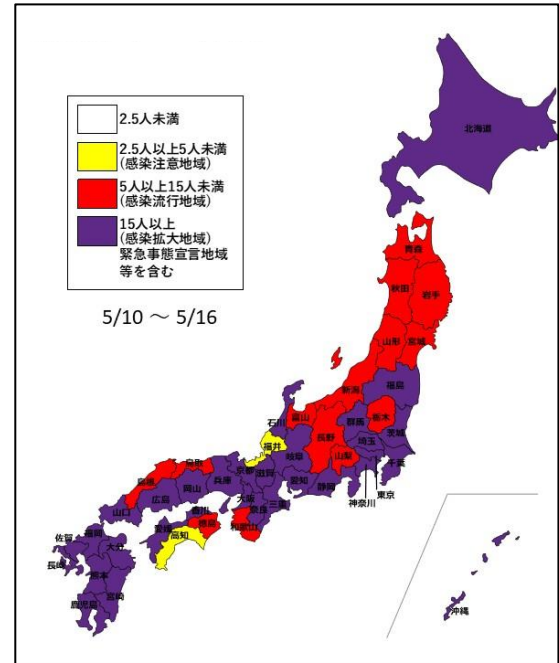 2.5人未満
2.5人以上5人未満
(感染注意地域)
5人以上15人未満
(感染流行地域)
15人以上
(感染拡大地域)
緊急事態宣言地域
等を含む
5/10 ～ 5/16
北海道
青森
秋田
岩手
山形
宮城
新潟
福島
石川
富山
群馬
栃木
福井
長野
埼玉
茨城
岐阜
山梨
千葉
鳥取
京都
滋賀
島根
兵庫
愛知
静岡
東京
岡山
神奈川
広島
大阪
奈良
三重
山口
香川
和歌山
愛媛
徳島
高知
福岡
佐賀
大分
長崎
熊本
宮崎
鹿児島
沖縄